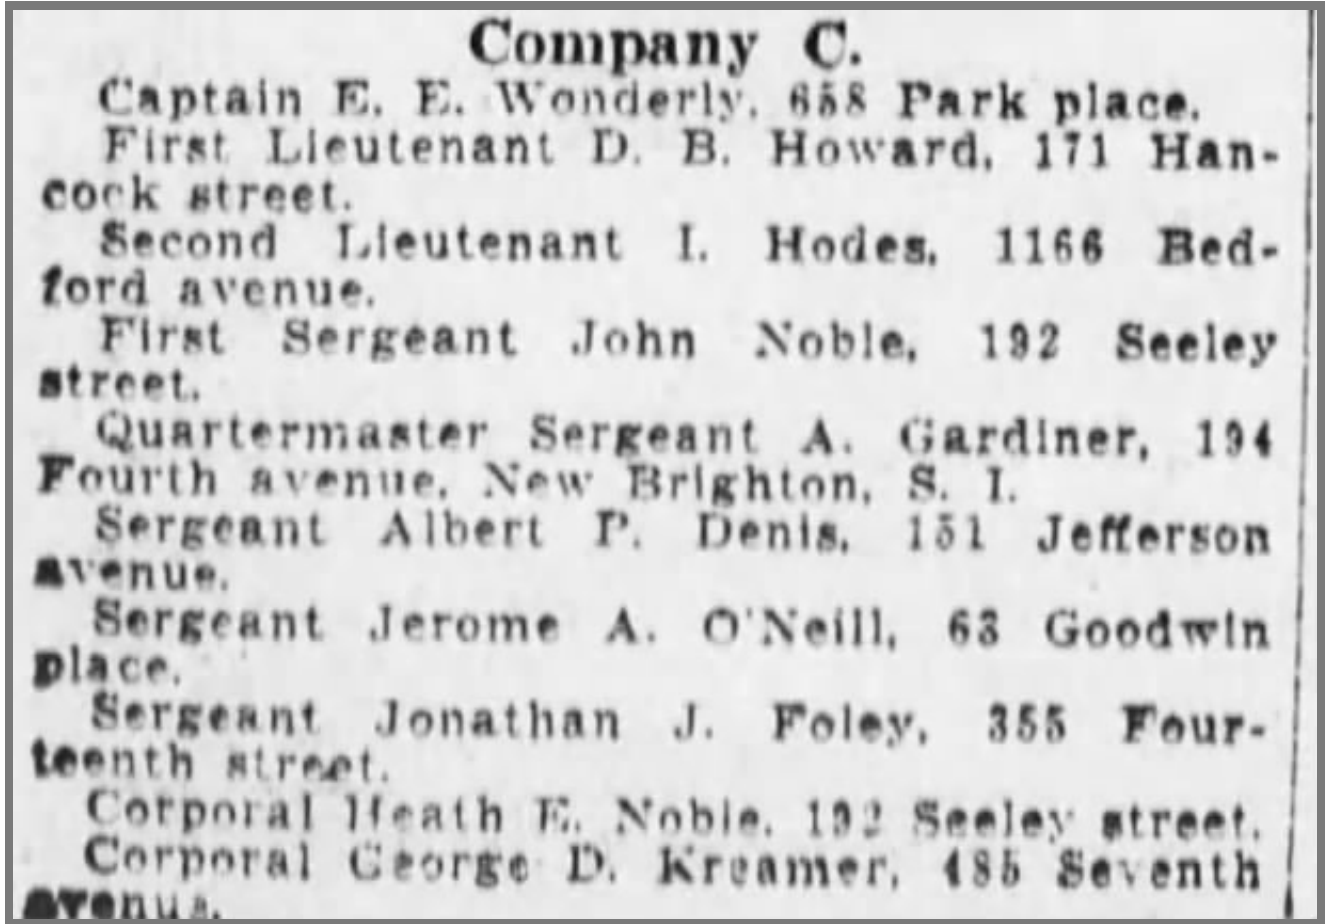 Company C.
Captain E. E. Wonderly, 658 Park place.
First Lieutenant D. B. Howard, 171 Han-
cock street.
Second Lieutenant I. Hodes, 1166 Bed-
ford avenue.
First Sergeant John Noble, 192 Seeley
street.
Quartermaster Sergeant A. Gardiner, 194
Fourth avenue, New Brighton, S. I.
Sergeant Albert P. Denis, 151 Jefferson
avenue.
Sergeant Jerome A. O'Neill, 63 Goodwin
place.
Sergeant Jonathan J. Foley, 355 Four-
teenth street.
Corporal Heath E. Noble, 192 Seeley street.
Corporal George D. Kreamer, 485 Seventh
avenue.